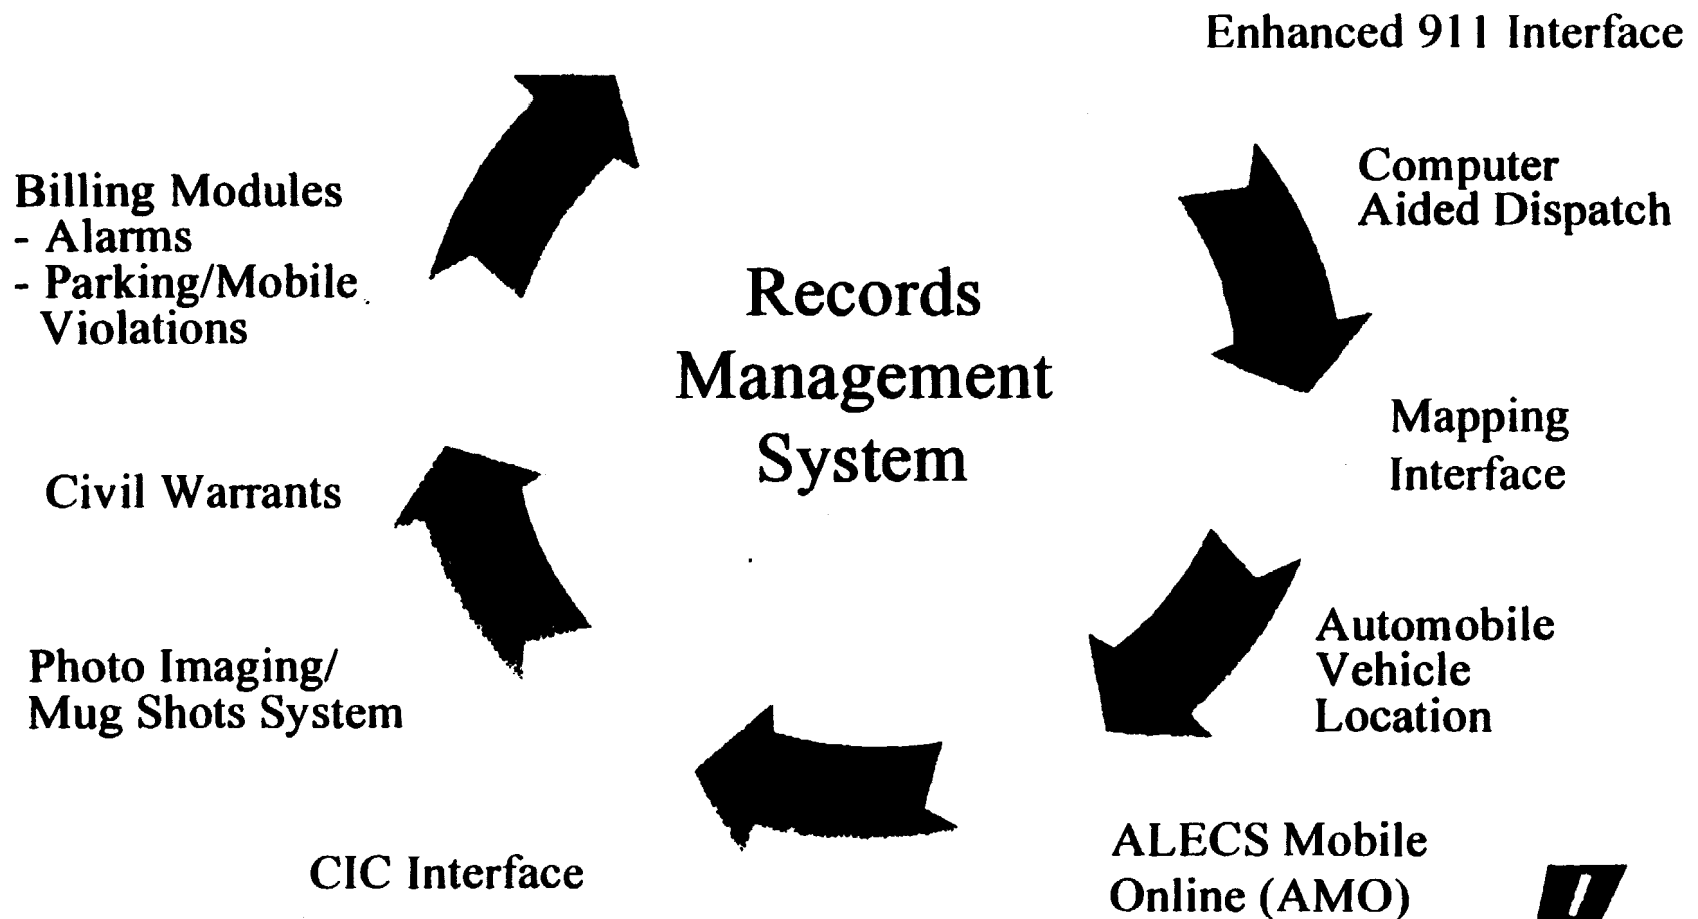 Enhanced 911 Interface
Computer
Aided Dispatch
Mapping
Interface
Automobile
Vehicle
Location
ALECS Mobile
Online (AMO)
CIC Interface
Photo Imaging/
Mug Shots System
Civil Warrants
Billing Modules
- Alarms
- Parking/Mobile
Violations
Records
Management
System